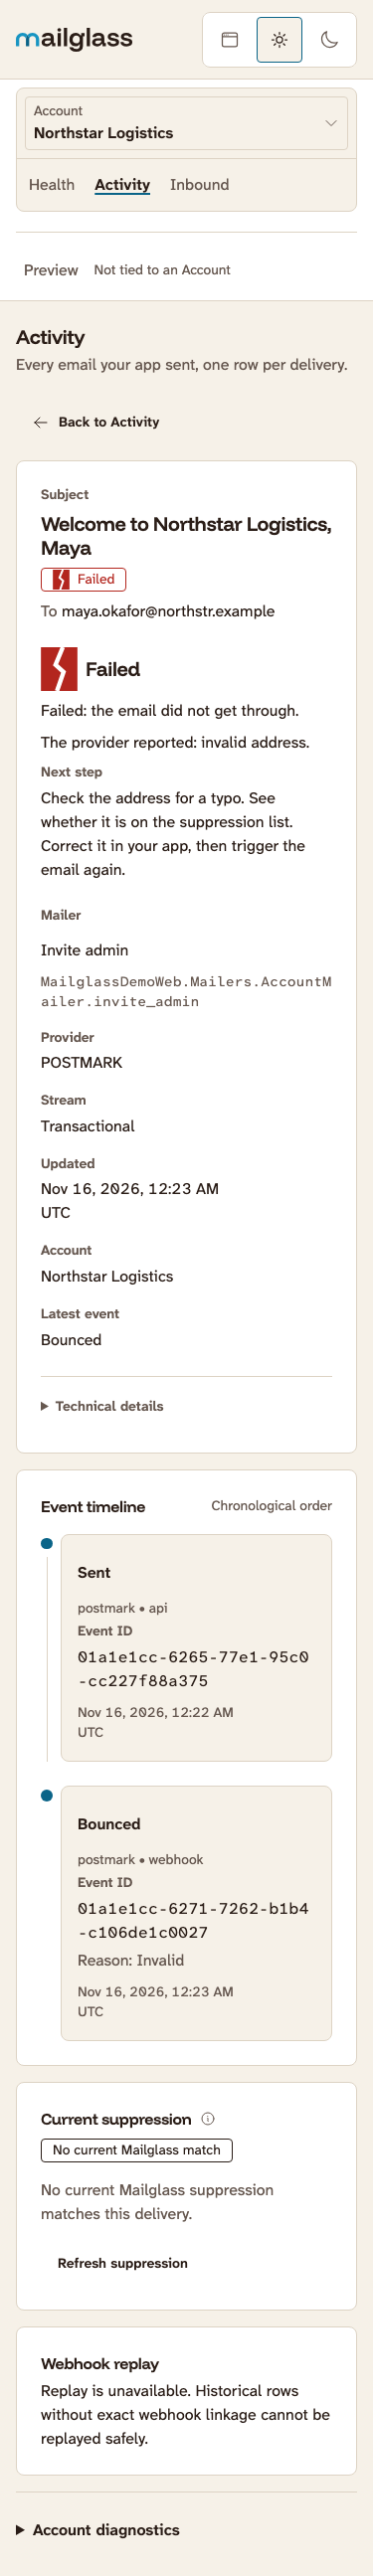 mailglass
Account
Northstar Logistics
Health Activity Inbound
Preview Not tied to an Account
Activity
Every email your app sent, one row per delivery.
Back to Activity
Subject
Welcome to Northstar Logistics,
Maya
Failed
To maya.okafor@northstr.example
Failed
Failed: the email did not get through.
The provider reported: invalid address.
Next step
Check the address for a typo. See
whether it is on the suppression list.
Correct it in your app, then trigger the
email again.
Mailer
Invite admin
MailglassDemoWeb.Mailers.AccountM
ailer.invite_admin
Provider
POSTMARK
Stream
Transactional
Updated
Nov 16, 2026, 12:23 AM
UTC
Account
Northstar Logistics
Latest event
Bounced
Technical details
Event timeline Chronological order
Sent
postmark • api
Event ID
01a1e1cc-6265-77e1-95c0
-cc227f88a375
Nov 16, 2026, 12:22 AM
UTC
Bounced
postmark • webhook
Event ID
01a1e1cc-6271-7262-b1b4
-c106de1c0027
Reason: Invalid
Nov 16, 2026, 12:23 AM
UTC
Current suppression
No current Mailglass match
No current Mailglass suppression
matches this delivery.
Refresh suppression
Webhook replay
Replay is unavailable. Historical rows
without exact webhook linkage cannot be
replayed safely.
Account diagnostics